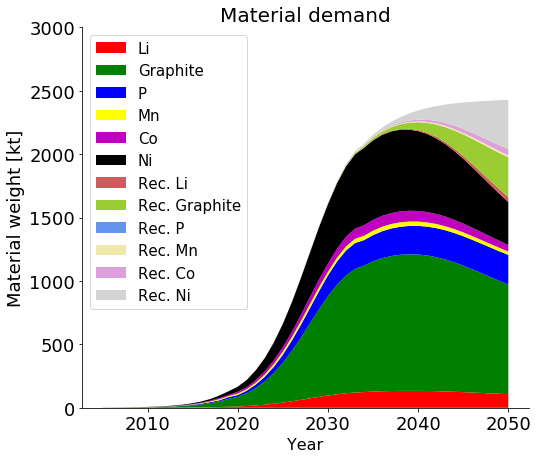 Material demand
Material weight [kt]
3000
2500
2000
1500
1000
500
0
Li
Graphite
P
Mn
Co
Ni
Rec. Li
Rec. Graphite
Rec. P
Rec. Mn
Rec. Co
Rec. Ni
2010 2020 2030 2040 2050
Year